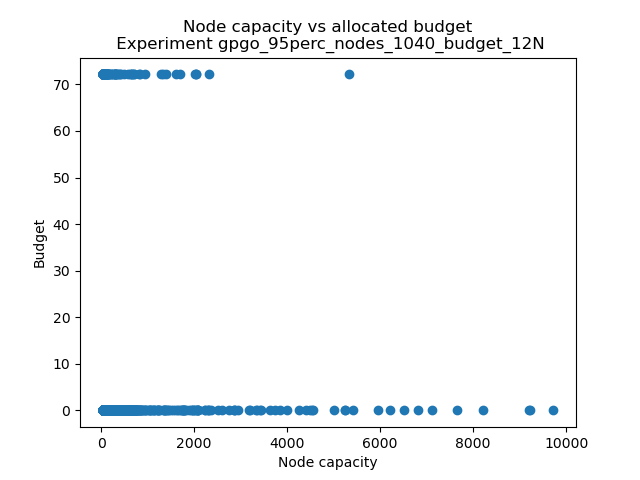 Node capacity vs allocated budget
Experiment gpgo_95perc_nodes_1040_budget_12N
70
60
50
40
30
20
10
0
Budget
0 2000 4000 6000 8000 10000
Node capacity